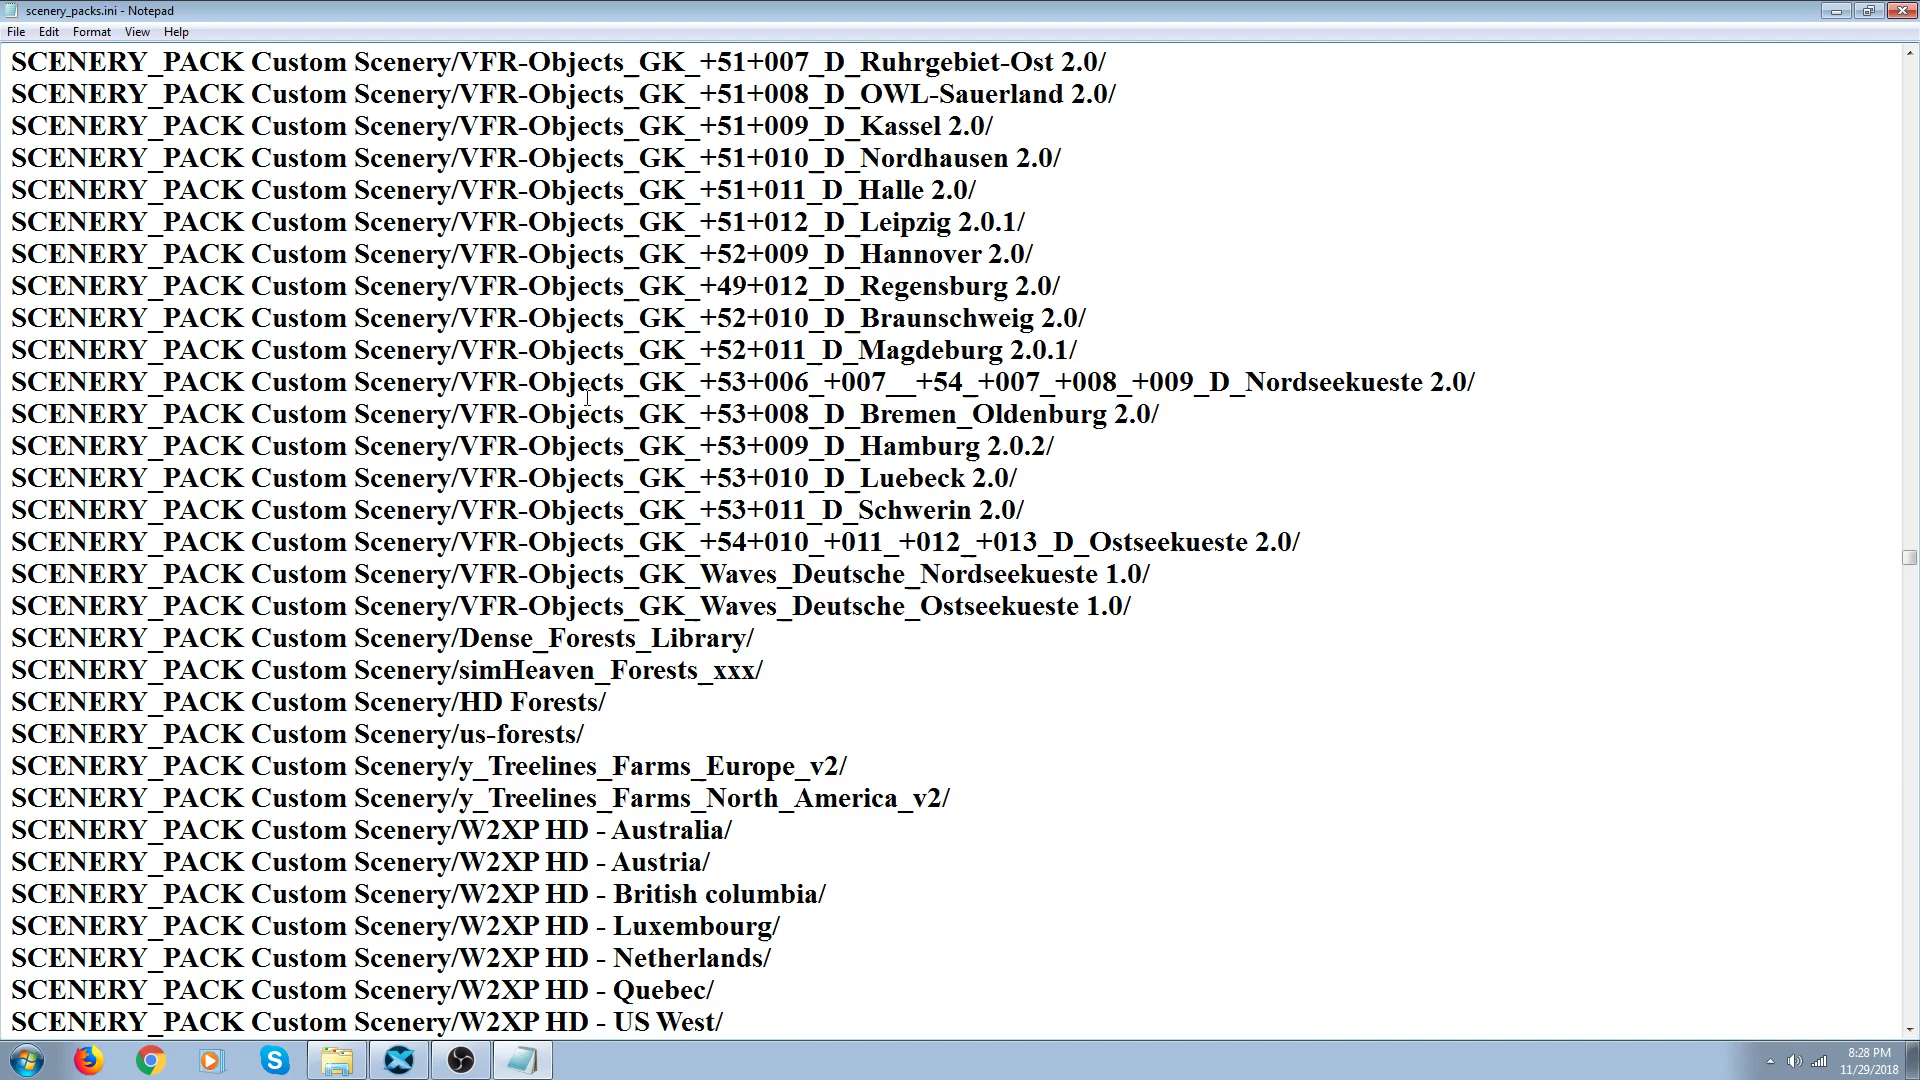 scenery_packs.ini - Notepad
File Edit Format View Help
SCENERY_PACK Custom Scenery/VFR-Objects_GK_+51+007_D_Ruhrgebiet-Ost 2.0/
SCENERY_PACK Custom Scenery/VFR-Objects_GK_+51+008_D_OWL-Sauerland 2.0/
SCENERY_PACK Custom Scenery/VFR-Objects_GK_+51+009_D_Kassel 2.0/
SCENERY_PACK Custom Scenery/VFR-Objects_GK_+51+010_D_Nordhausen 2.0/
SCENERY_PACK Custom Scenery/VFR-Objects_GK_+51+011_D_Halle 2.0/
SCENERY_PACK Custom Scenery/VFR-Objects_GK_+51+012_D_Leipzig 2.0.1/
SCENERY_PACK Custom Scenery/VFR-Objects_GK_+52+009_D_Hannover 2.0/
SCENERY_PACK Custom Scenery/VFR-Objects_GK_+49+012_D_Regensburg 2.0/
SCENERY_PACK Custom Scenery/VFR-Objects_GK_+52+010_D_Braunschweig 2.0/
SCENERY_PACK Custom Scenery/VFR-Objects_GK_+52+011_D_Magdeburg 2.0.1/
SCENERY_PACK Custom Scenery/VFR-Objects_GK_+53+006_+007__+54_+007_+008_+009_D_Nordseekueste 2.0/
SCENERY_PACK Custom Scenery/VFR-Objects_GK_+53+008_D_Bremen_Oldenburg 2.0/
SCENERY_PACK Custom Scenery/VFR-Objects_GK_+53+009_D_Hamburg 2.0.2/
SCENERY_PACK Custom Scenery/VFR-Objects_GK_+53+010_D_Luebeck 2.0/
SCENERY_PACK Custom Scenery/VFR-Objects_GK_+53+011_D_Schwerin 2.0/
SCENERY_PACK Custom Scenery/VFR-Objects_GK_+54+010_+011_+012_+013_D_Ostseekueste 2.0/
SCENERY_PACK Custom Scenery/VFR-Objects_GK_Waves_Deutsche_Nordseekueste 1.0/
SCENERY_PACK Custom Scenery/VFR-Objects_GK_Waves_Deutsche_Ostseekueste 1.0/
SCENERY_PACK Custom Scenery/Dense_Forests_Library/
SCENERY_PACK Custom Scenery/simHeaven_Forests_xxx/
SCENERY_PACK Custom Scenery/HD Forests/
SCENERY_PACK Custom Scenery/us-forests/
SCENERY_PACK Custom Scenery/y_Treelines_Farms_Europe_v2/
SCENERY_PACK Custom Scenery/y_Treelines_Farms_North_America_v2/
SCENERY_PACK Custom Scenery/W2XP HD - Australia/
SCENERY_PACK Custom Scenery/W2XP HD - Austria/
SCENERY_PACK Custom Scenery/W2XP HD - British columbia/
SCENERY_PACK Custom Scenery/W2XP HD - Luxembourg/
SCENERY_PACK Custom Scenery/W2XP HD - Netherlands/
SCENERY_PACK Custom Scenery/W2XP HD - Quebec/
SCENERY_PACK Custom Scenery/W2XP HD - US West/
8:28 PM
11/29/2018